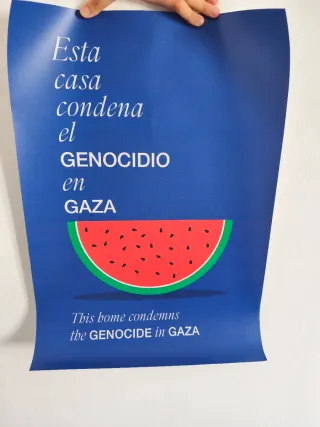 Esta
casa
condena
el
GENOCIDIO
en
GAZA
This home condemns
the GENOCIDE in GAZA